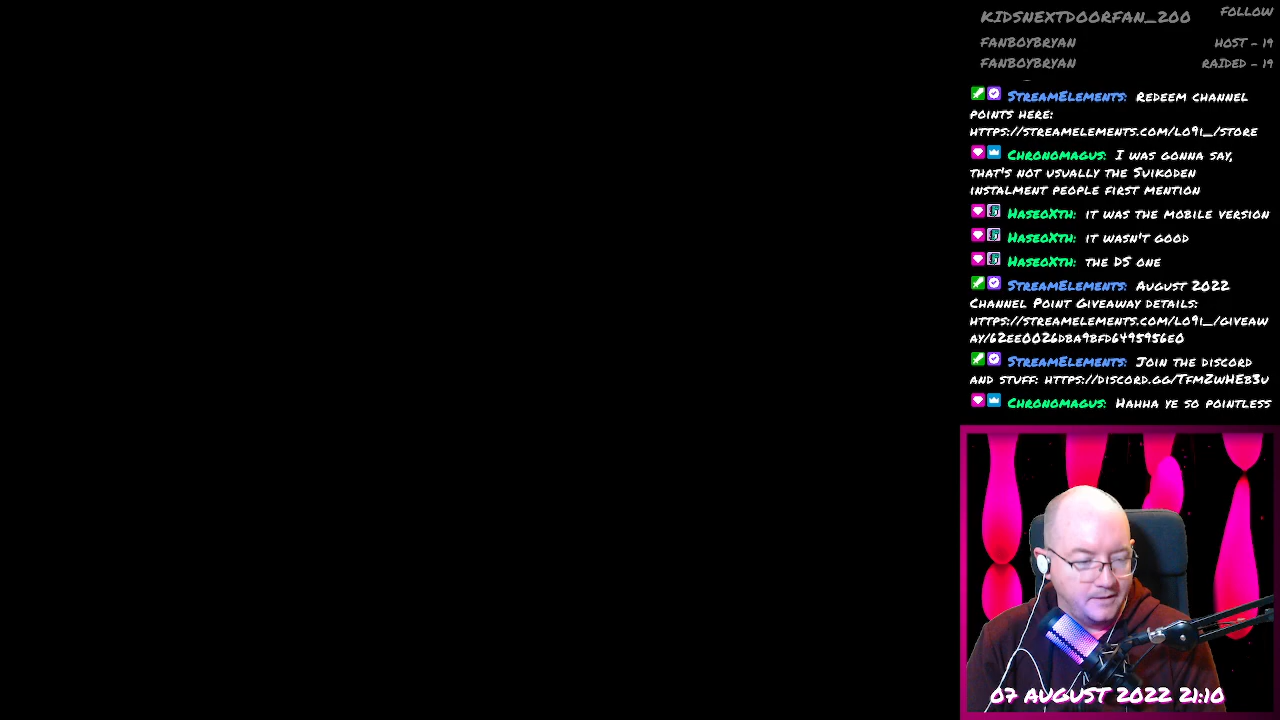 KIDSNEXTDOORFAN_200 FOLLOW
FANBOYBRYAN HOST - 19
FANBOYBRYAN RAIDED - 19
StreamElements: Redeem channel
points here:
https://streamelements.com/lo9i_/store
Chronomagus: I was gonna say,
that's not usually the Suikoden
instalment people first mention
HaseoXth: it was the mobile version
HaseoXth: it wasn't good
HaseoXth: the DS one
StreamElements: August 2022
Channel Point Giveaway details:
https://streamelements.com/lo9i_/giveaw
ay/62ee0026dba9bfd6495956e0
StreamElements: Join the discord
and stuff: https://discord.gg/TfmZwHEb3u
Chronomagus: Hahha ye so pointless
07 AUGUST 2022 21:10